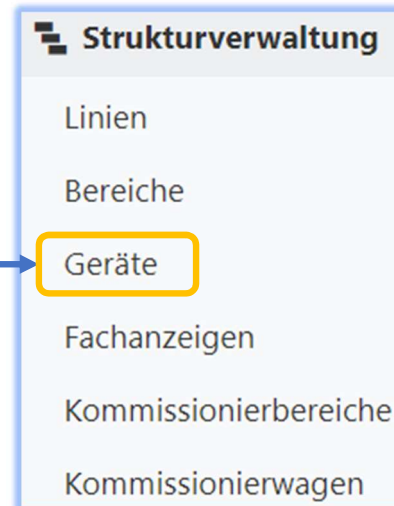 Strukturverwaltung
Linien
Bereiche
Geräte
Fachanzeigen
Kommissionierbereiche
Kommissionierwagen